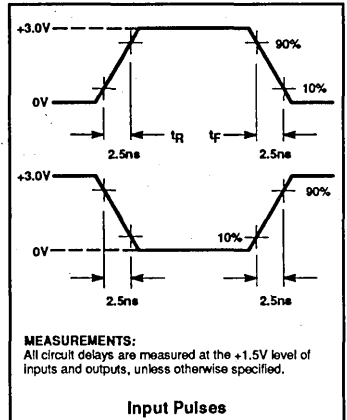 +3.0V
90%
10%
0V
tR tF
2.5ns 2.5ns
+3.0V
90%
10%
0V
2.5ns 2.5ns
MEASUREMENTS:
All circuit delays are measured at the +1.5V level of
inputs and outputs, unless otherwise specified.
Input Pulses